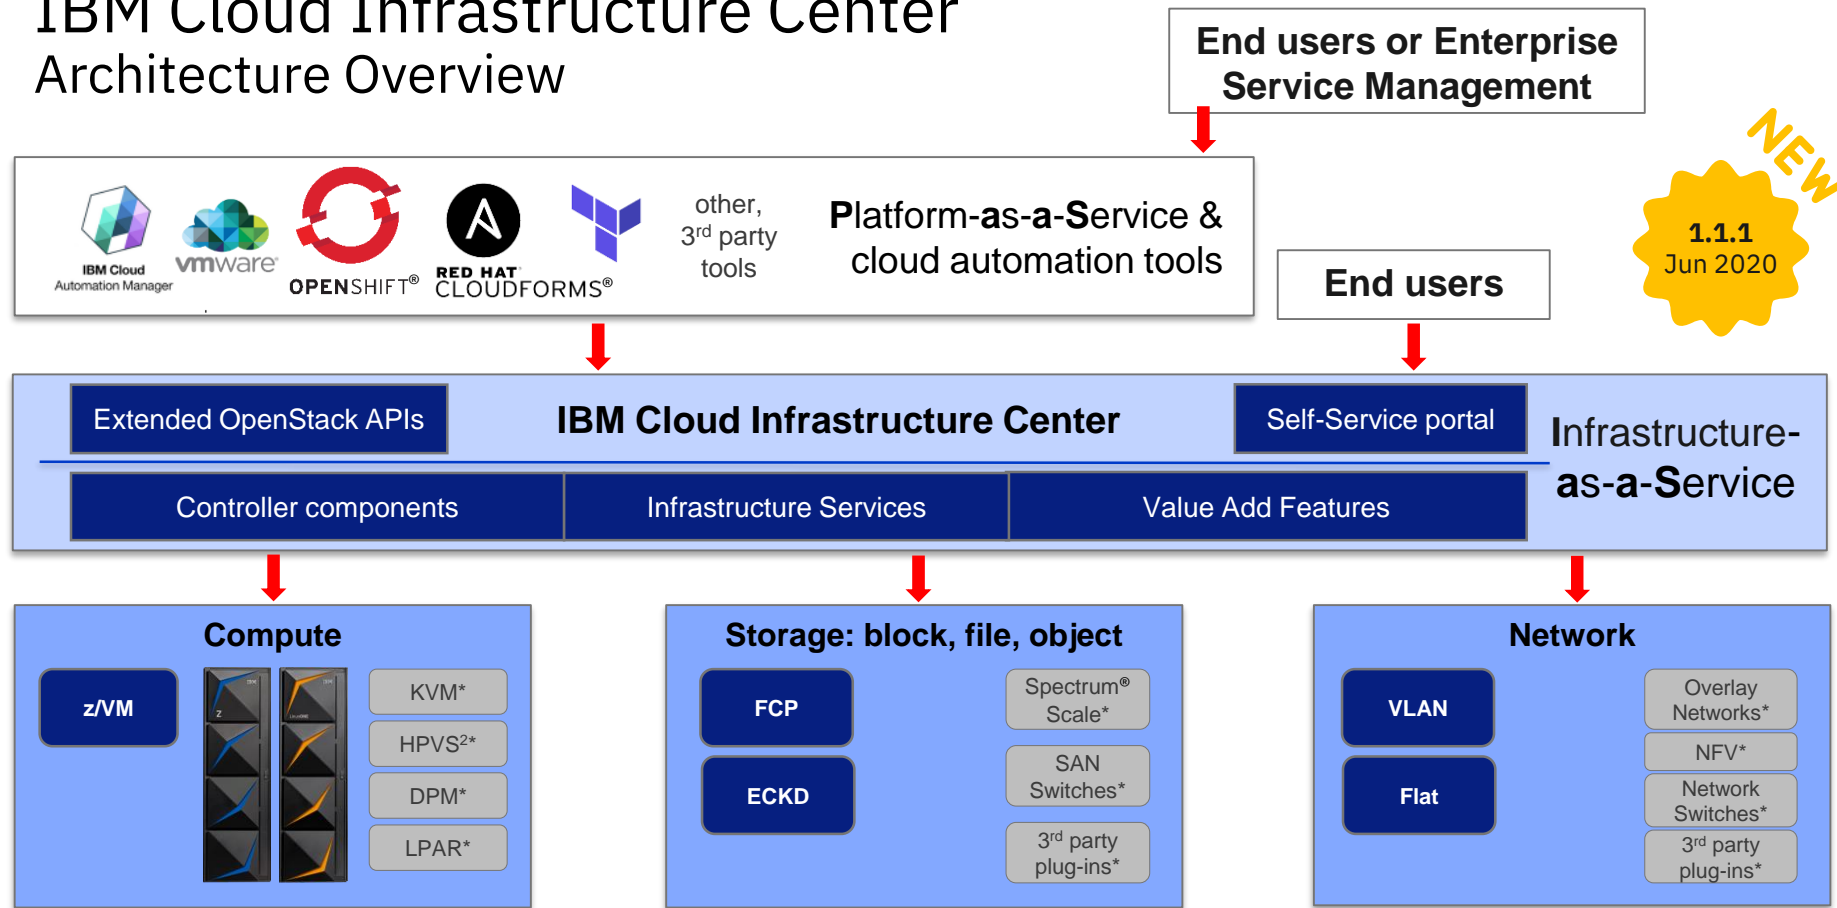 IBM Cloud Infrastructure Center
Architecture Overview
End users or Enterprise
Service Management
NEW
1.1.1
Jun 2020
IBM Cloud
Automation Manager
vmware®
OPENSHIFT®
RED HAT®
CLOUDFORMS®
other,
3rd party
tools
Platform-as-a-Service &
cloud automation tools
End users
Extended OpenStack APIs
IBM Cloud Infrastructure Center
Self-Service portal
Infrastructure-
as-a-Service
Controller components
Infrastructure Services
Value Add Features
Compute
z/VM
IBM
Z
IBM
LinuxONE
KVM*
HPVS2*
DPM*
LPAR*
Storage: block, file, object
FCP
ECKD
Spectrum®
Scale*
SAN
Switches*
3rd party
plug-ins*
Network
VLAN
Flat
Overlay
Networks*
NFV*
Network
Switches*
3rd party
plug-ins*